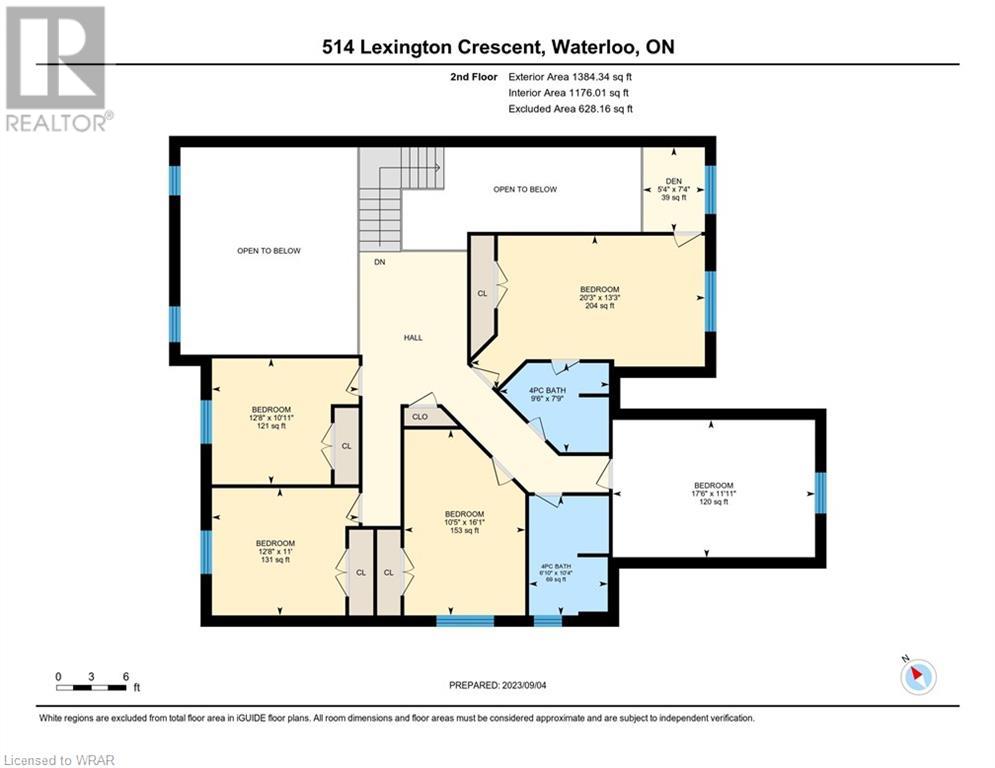 514 Lexington Crescent, Waterloo, ON
REALTOR®
2nd Floor Exterior Area 1384.34 sq ft
Interior Area 1176.01 sq ft
Excluded Area 628.16 sq ft
DEN
5'4" x 7'4"
39 sq ft
OPEN TO BELOW
OPEN TO BELOW
DN
CL
BEDROOM
20'3" x 13'3"
204 sq ft
HALL
4PC BATH
9'6" x 7'9"
BEDROOM
12'8" x 10'11"
121 sq ft
CL
CLO
BEDROOM
17'6" x 11'11"
120 sq ft
BEDROOM
12'8" x 11'
131 sq ft
BEDROOM
10'5" x 16'1"
153 sq ft
CL
CL
4PC BATH
6'10" x 10'4"
69 sq ft
N
0 3 6 ft
PREPARED: 2023/09/04
White regions are excluded from total floor area in iGUIDE floor plans. All room dimensions and floor areas must be considered approximate and are subject to independent verification.
Licensed to WRAR